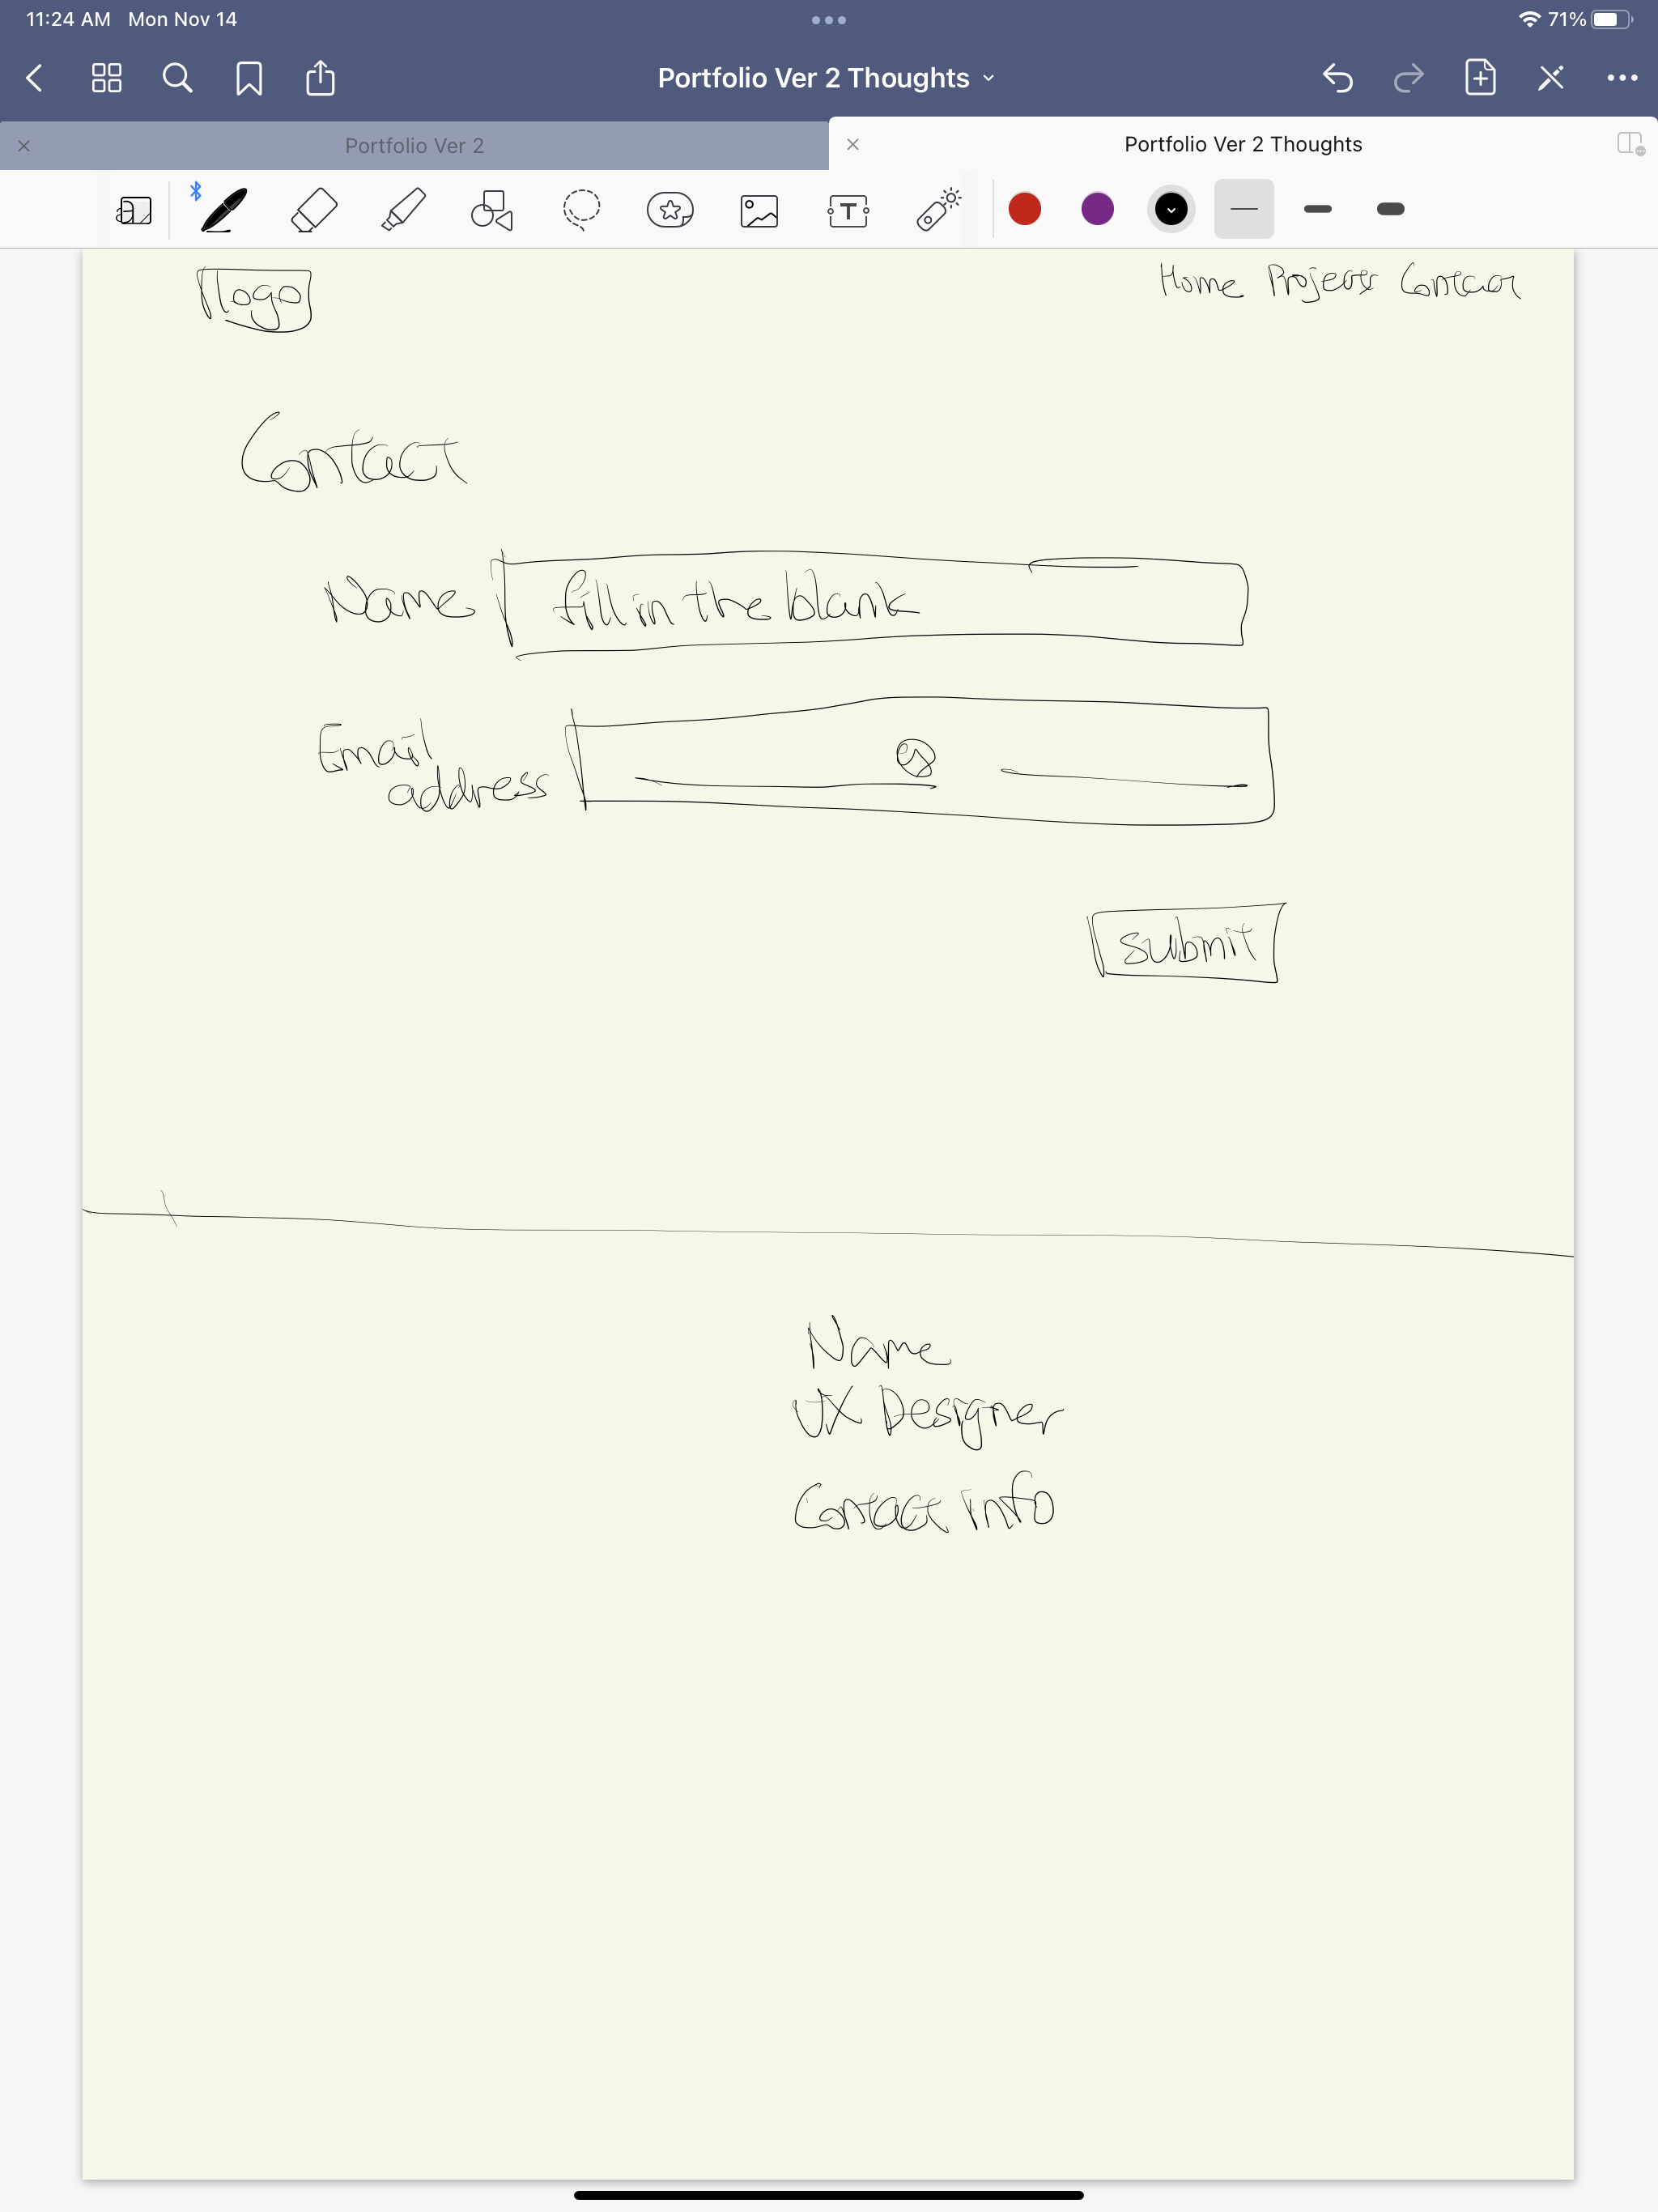 11:24 AM Mon Nov 14
71%
Portfolio Ver 2 Thoughts
Portfolio Ver 2
Portfolio Ver 2 Thoughts
logo
Home Projects Contact
Contact
Name
fill in the blank
Email
address
@
submit
Name
UX Designer
Contact info